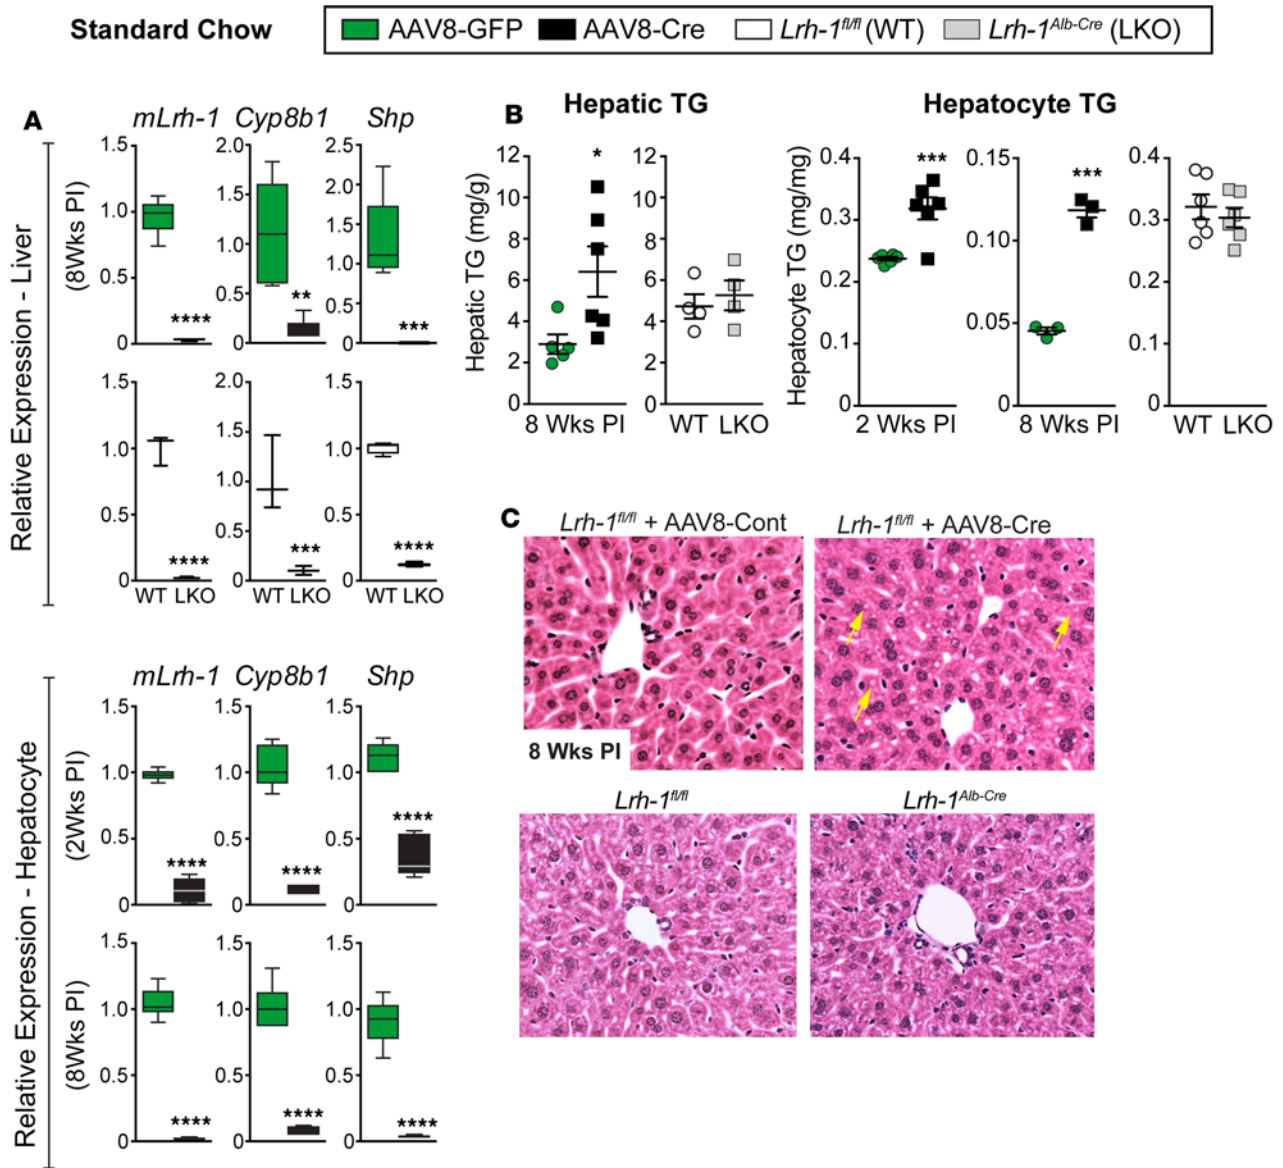 Standard Chow
AAV8-GFP AAV8-Cre Lrh-1fl/fl (WT) Lrh-1Alb-Cre (LKO)
A
mLrh-1 Cyp8b1 Shp
Relative Expression - Liver
(8Wks PI)
1.5 1.0 0.5 0
****
2.0 1.5 1.0 0.5 0
**
2.5 2.0 1.5 1.0 0.5 0
***
1.5 1.0 0.5 0
****
WT LKO
2.0 1.5 1.0 0.5 0
***
WT LKO
1.5 1.0 0.5 0
****
WT LKO
mLrh-1 Cyp8b1 Shp
Relative Expression - Hepatocyte
(2Wks PI)
1.5 1.0 0.5 0
****
1.5 1.0 0.5 0
****
1.5 1.0 0.5 0
****
(8Wks PI)
1.5 1.0 0.5 0
****
1.5 1.0 0.5 0
****
1.5 1.0 0.5 0
****
B
Hepatic TG
Hepatic TG (mg/g)
12 10 8 6 4 2 0
*
8 Wks PI
12 10 8 6 4 2 0
WT LKO
Hepatocyte TG
Hepatocyte TG (mg/mg)
0.4 0.3 0.2 0.1 0
***
2 Wks PI
0.15 0.10 0.05 0
***
8 Wks PI
0.4 0.3 0.2 0.1 0
WT LKO
C
Lrh-1fl/fl + AAV8-Cont
Lrh-1fl/fl + AAV8-Cre
8 Wks PI
Lrh-1fl/fl
Lrh-1Alb-Cre